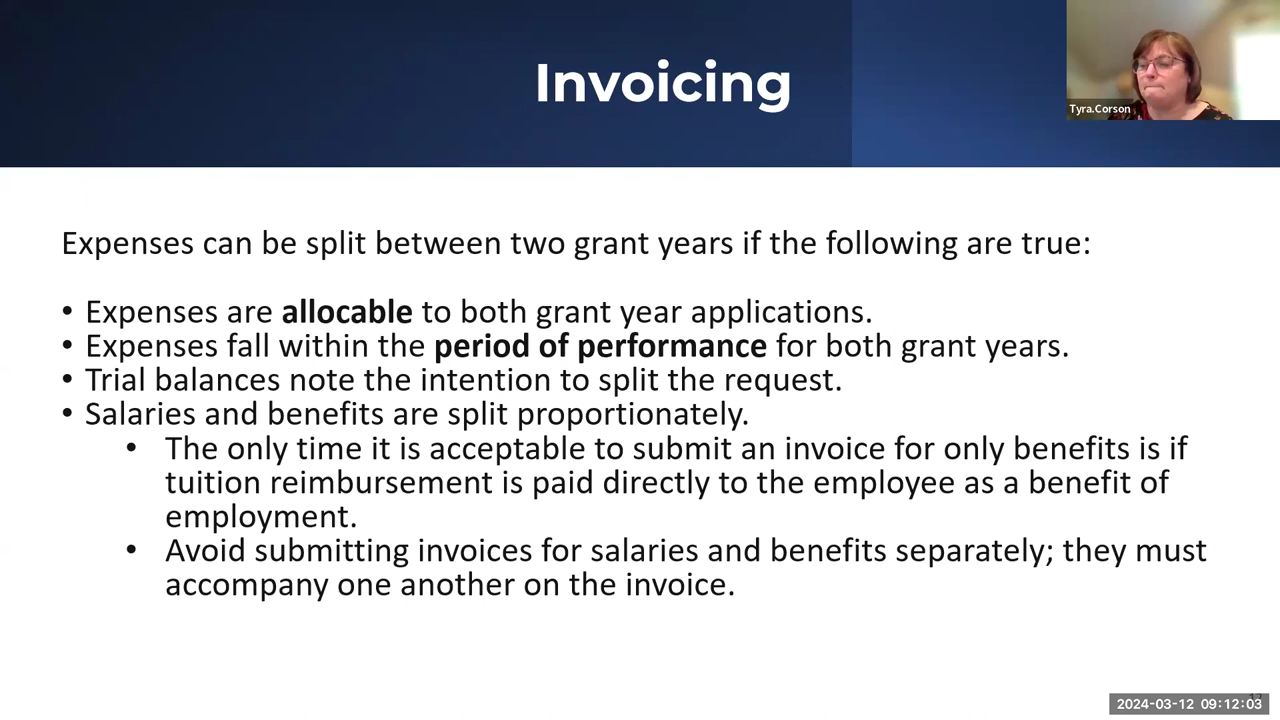 Invoicing
Tyra.Corson
Expenses can be split between two grant years if the following are true:
• Expenses are allocable to both grant year applications.
• Expenses fall within the period of performance for both grant years.
• Trial balances note the intention to split the request.
• Salaries and benefits are split proportionately.
• The only time it is acceptable to submit an invoice for only benefits is if
tuition reimbursement is paid directly to the employee as a benefit of
employment.
• Avoid submitting invoices for salaries and benefits separately; they must
accompany one another on the invoice.
2024-03-12 09:12:03